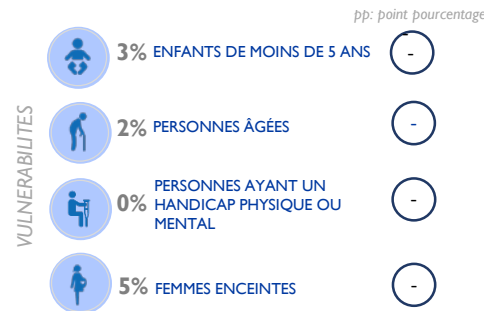 pp: point pourcentage
VULNERABILITES
3% ENFANTS DE MOINS DE 5 ANS -
2% PERSONNES ÂGÉES -
PERSONNES AYANT UN
0% HANDICAP PHYSIQUE OU -
MENTAL
5% FEMMES ENCEINTES -